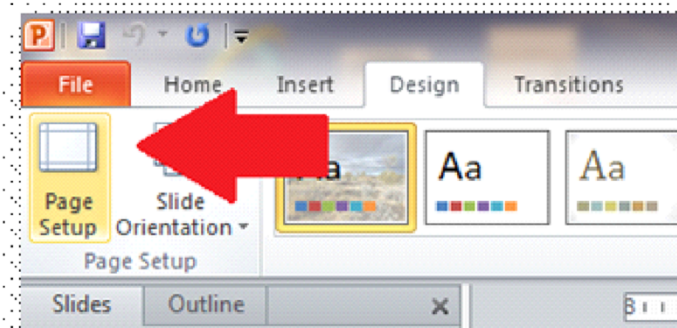 P
File Home Insert Design Transitions
Aa Aa Aa
Page Setup
Slide Orientation
Page Setup
Slides Outline